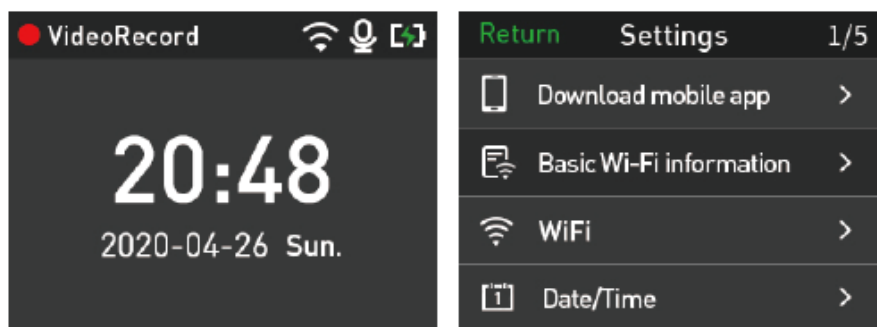 VideoRecord
20:48
2020-04-26 Sun.
Return Settings 1/5
Download mobile app
Basic Wi-Fi information
WiFi
1 Date/Time